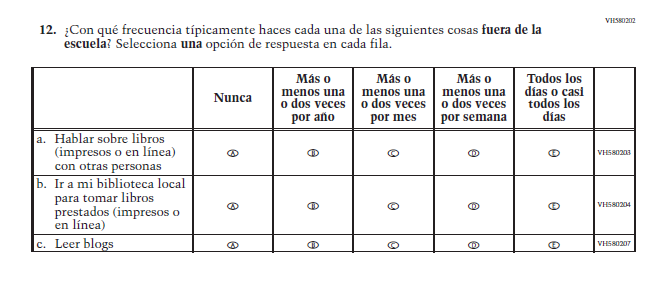 VH580202
12. ¿Con qué frecuencia típicamente haces cada una de las siguientes cosas fuera de la
escuela? Selecciona una opción de respuesta en cada fila.
Nunca
Más o
menos una
o dos veces
por año
Más o
menos una
o dos veces
por mes
Más o
menos una
o dos veces
por semana
Todos los
días o casi
todos los
días
a. Hablar sobre libros
(impresos o en línea)
con otras personas
A B C D E VH580203
b. Ir a mi biblioteca local
para tomar libros
prestados (impresos o
en línea)
A B C D E VH580204
c. Leer blogs A B C D E VH580207